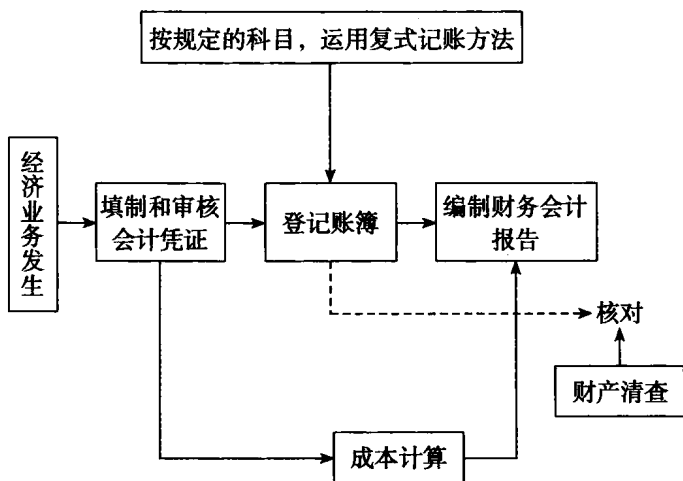 按规定的科目，运用复式记账方法
经济业务发生
填制和审核
会计凭证
登记账簿
编制财务会计
报告
核对
财产清查
成本计算